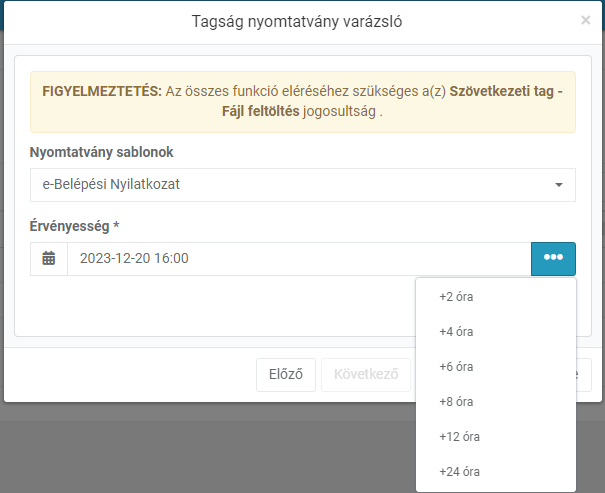 Tagság nyomtatvány varázsló
×
FIGYELMEZTETÉS: Az összes funkció eléréséhez szükséges a(z) Szövetkezeti tag -
Fájl feltöltés jogosultság .
Nyomtatvány sablonok
e-Belépési Nyilatkozat
Érvényesség *
2023-12-20 16:00
+2 óra
+4 óra
+6 óra
+8 óra
+12 óra
+24 óra
Előző
Következő